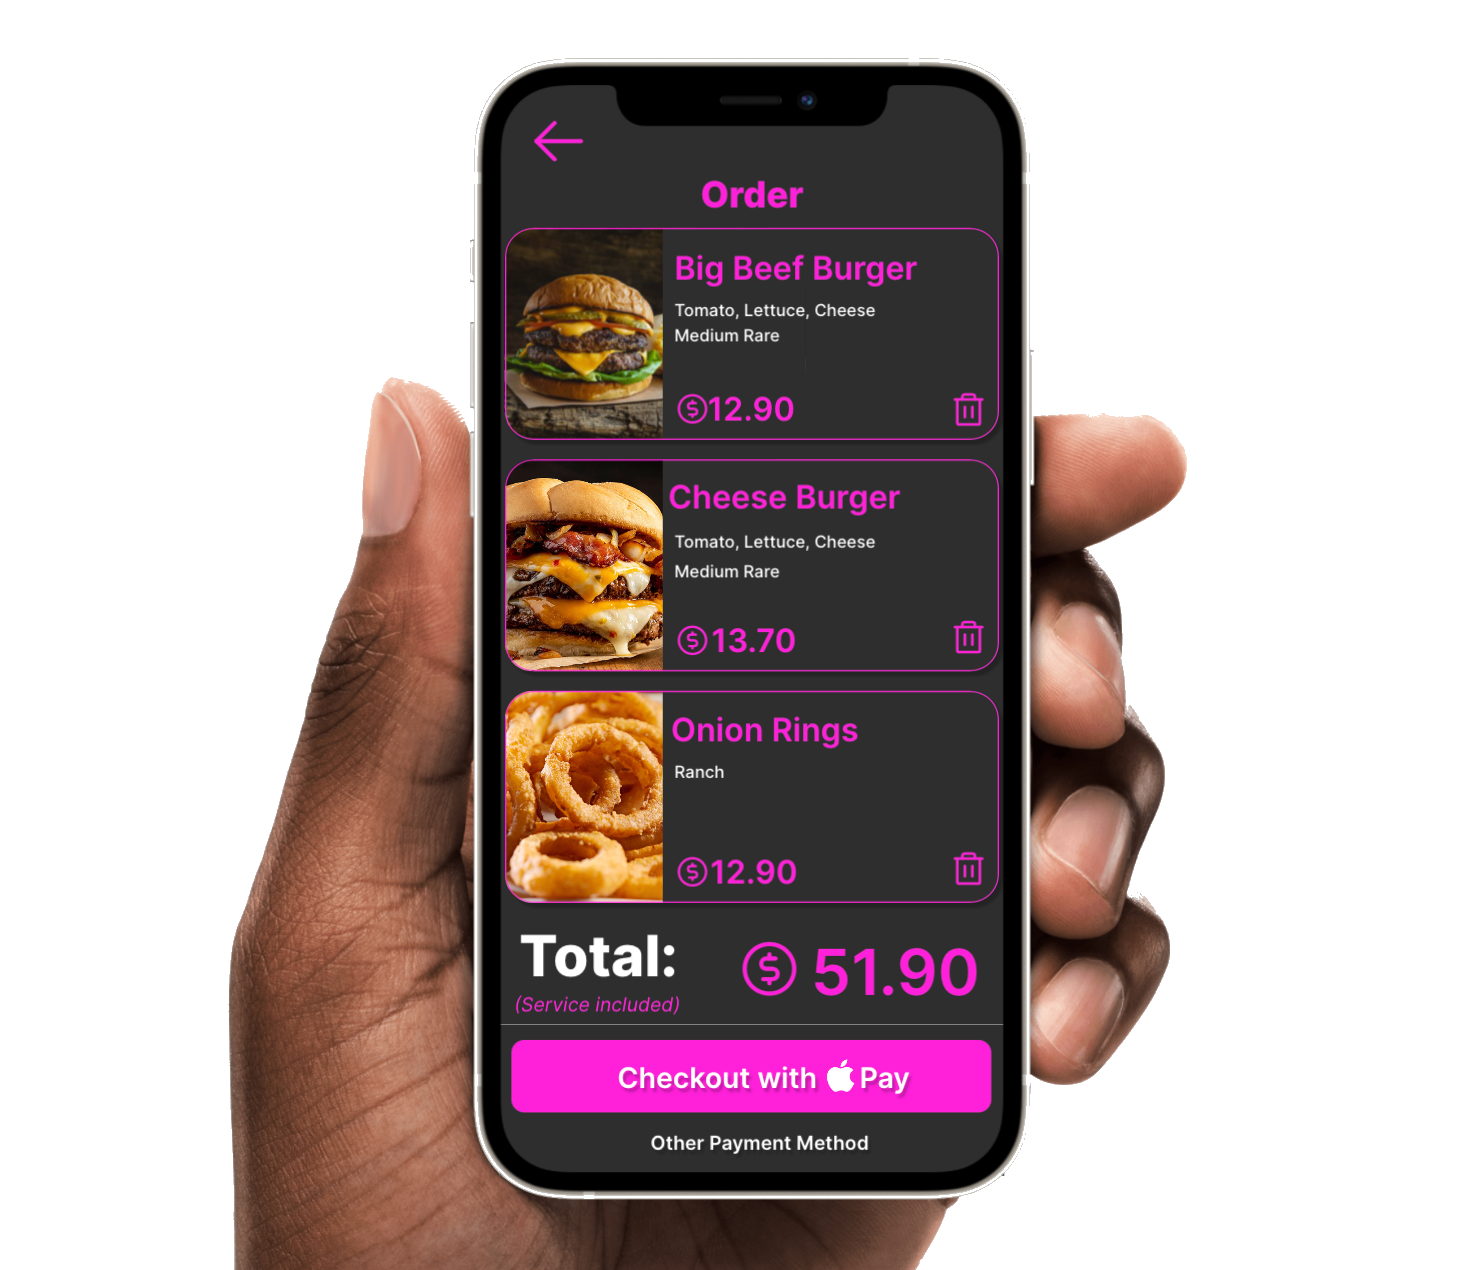 Order
Big Beef Burger
Tomato, Lettuce, Cheese
Medium Rare
$12.90
Cheese Burger
Tomato, Lettuce, Cheese
Medium Rare
$13.70
Onion Rings
Ranch
$12.90
Total: $ 51.90
(Service included)
Checkout with Pay
Other Payment Method